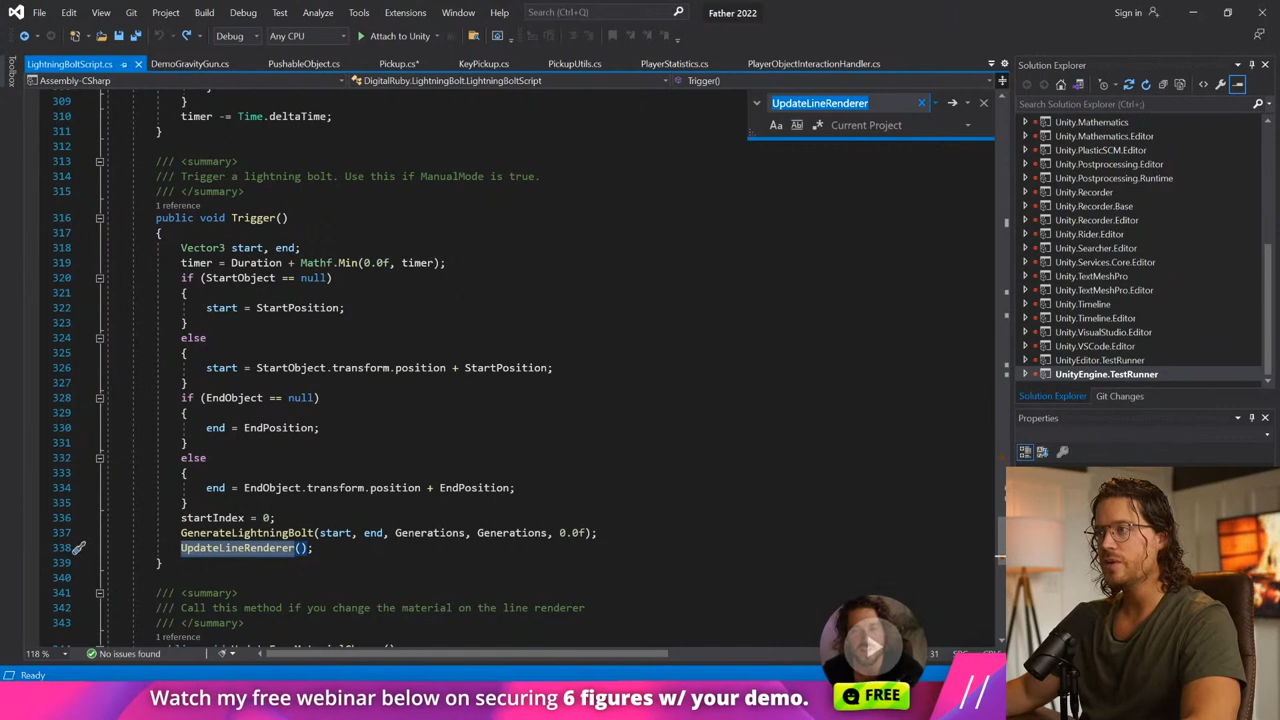 File Edit View Git Project Build Debug Test Analyze Tools Extensions Window Help Search (Ctrl+Q) Father 2022 Sign in
Debug Any CPU Attach to Unity
Toolbox
LightningBoltScript.cs DemoGravityGun.cs PushableObject.cs Pickup.cs* KeyPickup.cs PickupUtils.cs PlayerStatistics.cs PlayerObjectInteractionHandler.cs
Assembly-CSharp DigitalRuby.LightningBolt.LightningBoltScript Trigger()
UpdateLineRenderer
Aa Current Project
309 }
310 timer -= Time.deltaTime;
311 }
312
313 /// <summary>
314 /// Trigger a lightning bolt. Use this if ManualMode is true.
315 /// </summary>
1 reference
316 public void Trigger()
317 {
318 Vector3 start, end;
319 timer = Duration + Mathf.Min(0.0f, timer);
320 if (StartObject == null)
321 {
322 start = StartPosition;
323 }
324 else
325 {
326 start = StartObject.transform.position + StartPosition;
327 }
328 if (EndObject == null)
329 {
330 end = EndPosition;
331 }
332 else
333 {
334 end = EndObject.transform.position + EndPosition;
335 }
336 startIndex = 0;
337 GenerateLightningBolt(start, end, Generations, Generations, 0.0f);
338 UpdateLineRenderer();
339 }
340
341 /// <summary>
342 /// Call this method if you change the material on the line renderer
343 /// </summary>
1 reference
118 % No issues found
Ready
Solution Explorer
Search Solution Explorer (Ctrl+;)
Unity.Mathematics
Unity.Mathematics.Editor
Unity.PlasticSCM.Editor
Unity.Postprocessing.Editor
Unity.Postprocessing.Runtime
Unity.Recorder
Unity.Recorder.Base
Unity.Recorder.Editor
Unity.Rider.Editor
Unity.Searcher.Editor
Unity.Services.Core.Editor
Unity.TextMeshPro
Unity.TextMeshPro.Editor
Unity.Timeline
Unity.Timeline.Editor
Unity.VisualStudio.Editor
Unity.VSCode.Editor
UnityEditor.TestRunner
UnityEngine.TestRunner
Solution Explorer Git Changes
Properties
Watch my free webinar below on securing 6 figures w/ your demo.
FREE
//